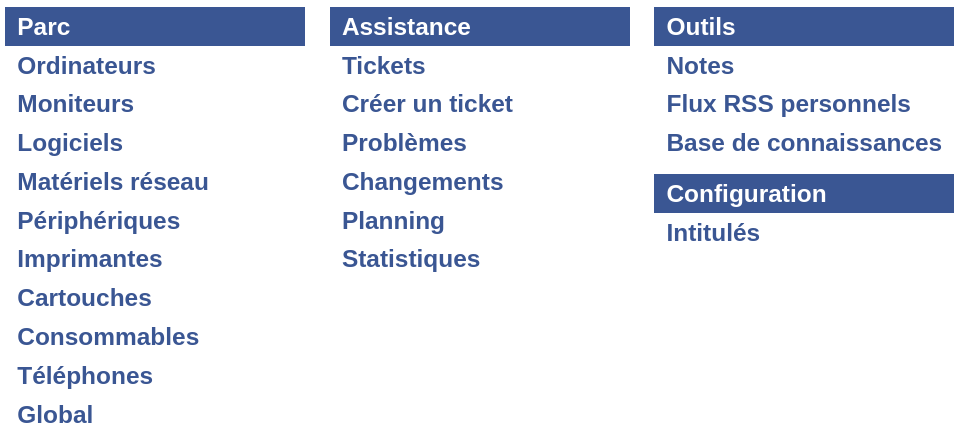 Parc
Ordinateurs
Moniteurs
Logiciels
Matériels réseau
Périphériques
Imprimantes
Cartouches
Consommables
Téléphones
Global
Assistance
Tickets
Créer un ticket
Problèmes
Changements
Planning
Statistiques
Outils
Notes
Flux RSS personnels
Base de connaissances
Configuration
Intitulés